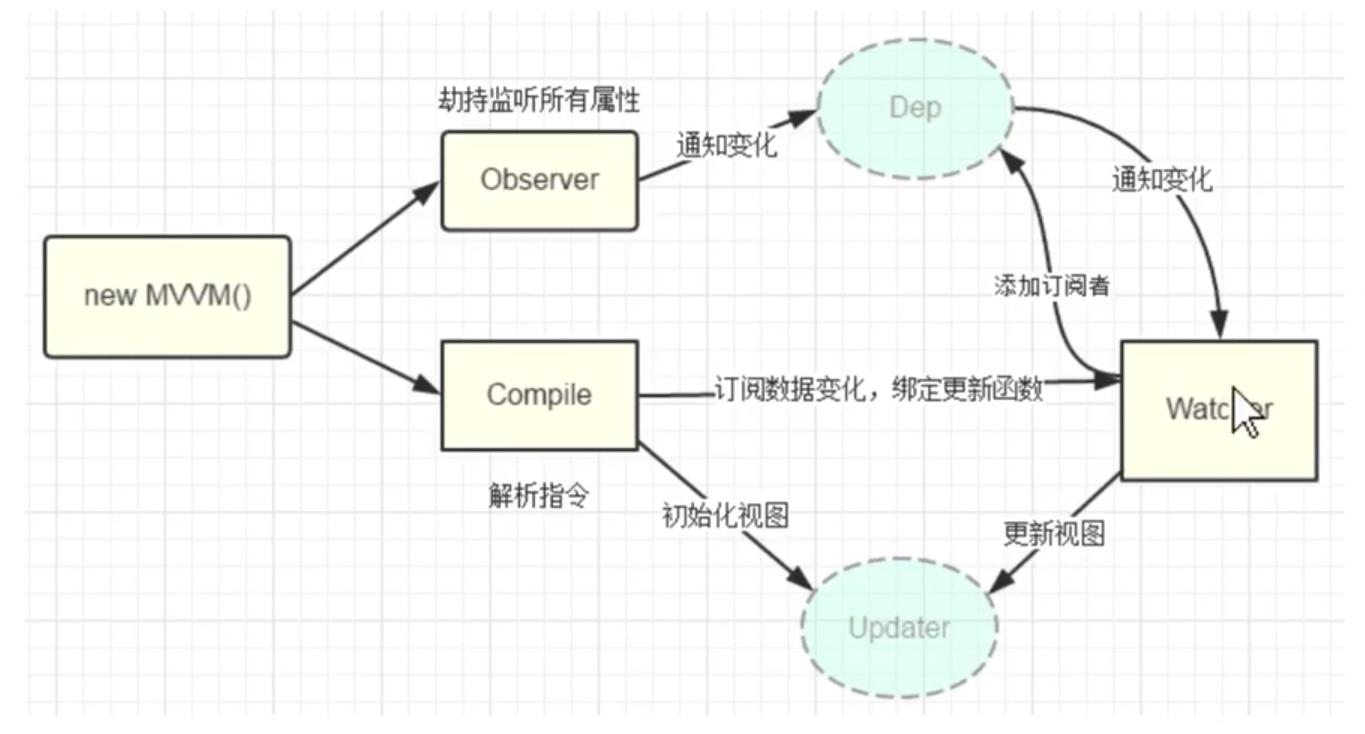 劫持监听所有属性
Dep
通知变化
Observer
通知变化
添加订阅者
new MVVM()
Compile
订阅数据变化，绑定更新函数
解析指令
初始化视图
更新视图
Updater